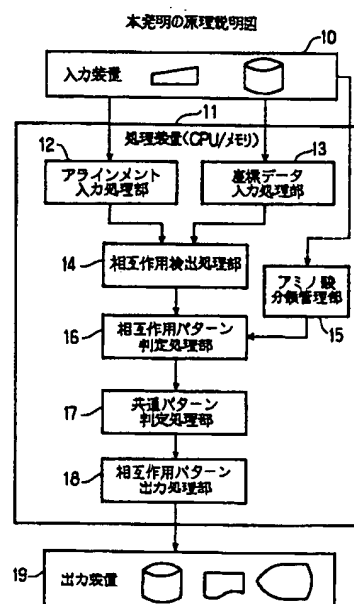 本発明の原理説明図
10
入力装置
11
処理装置(CPU/メモリ)
12
アラインメント
入力処理部
13
座標データ
入力処理部
14
相互作用検出処理部
アミノ酸
分類管理部
15
16
相互作用パターン
判定処理部
17
共通パターン
判定処理部
18
相互作用パターン
出力処理部
19
出力装置